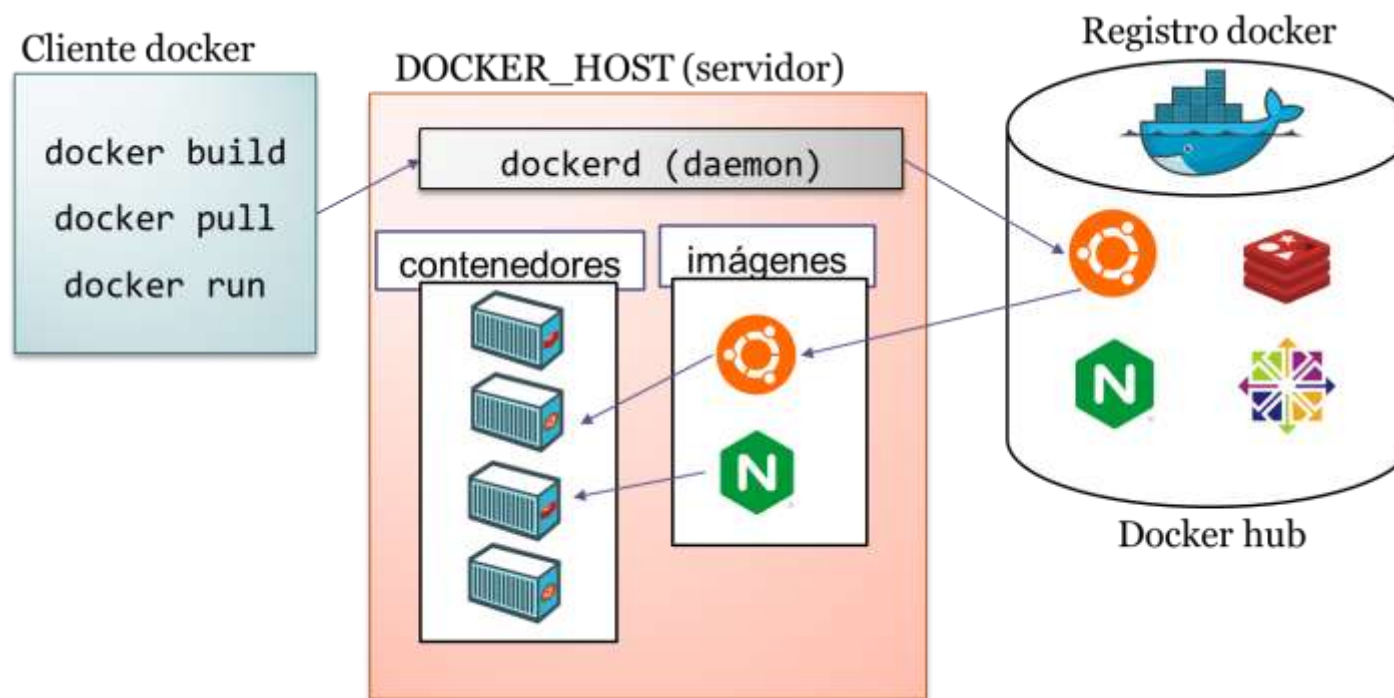 Cliente docker
docker build
docker pull
docker run
DOCKER_HOST (servidor)
dockerd (daemon)
contenedores
imágenes
Registro docker
N
N
Docker hub